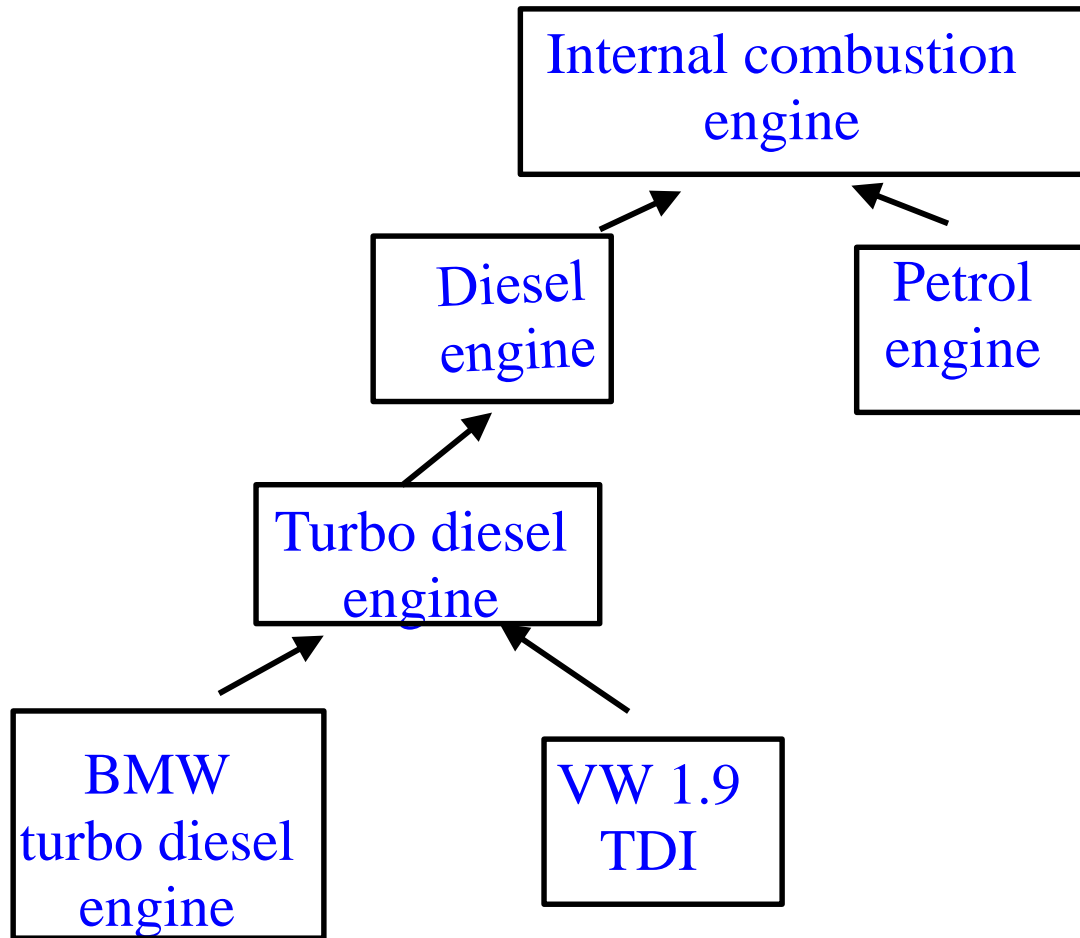 Internal combustion
engine
Diesel
engine
Petrol
engine
Turbo diesel
engine
BMW
turbo diesel
engine
VW 1.9
TDI